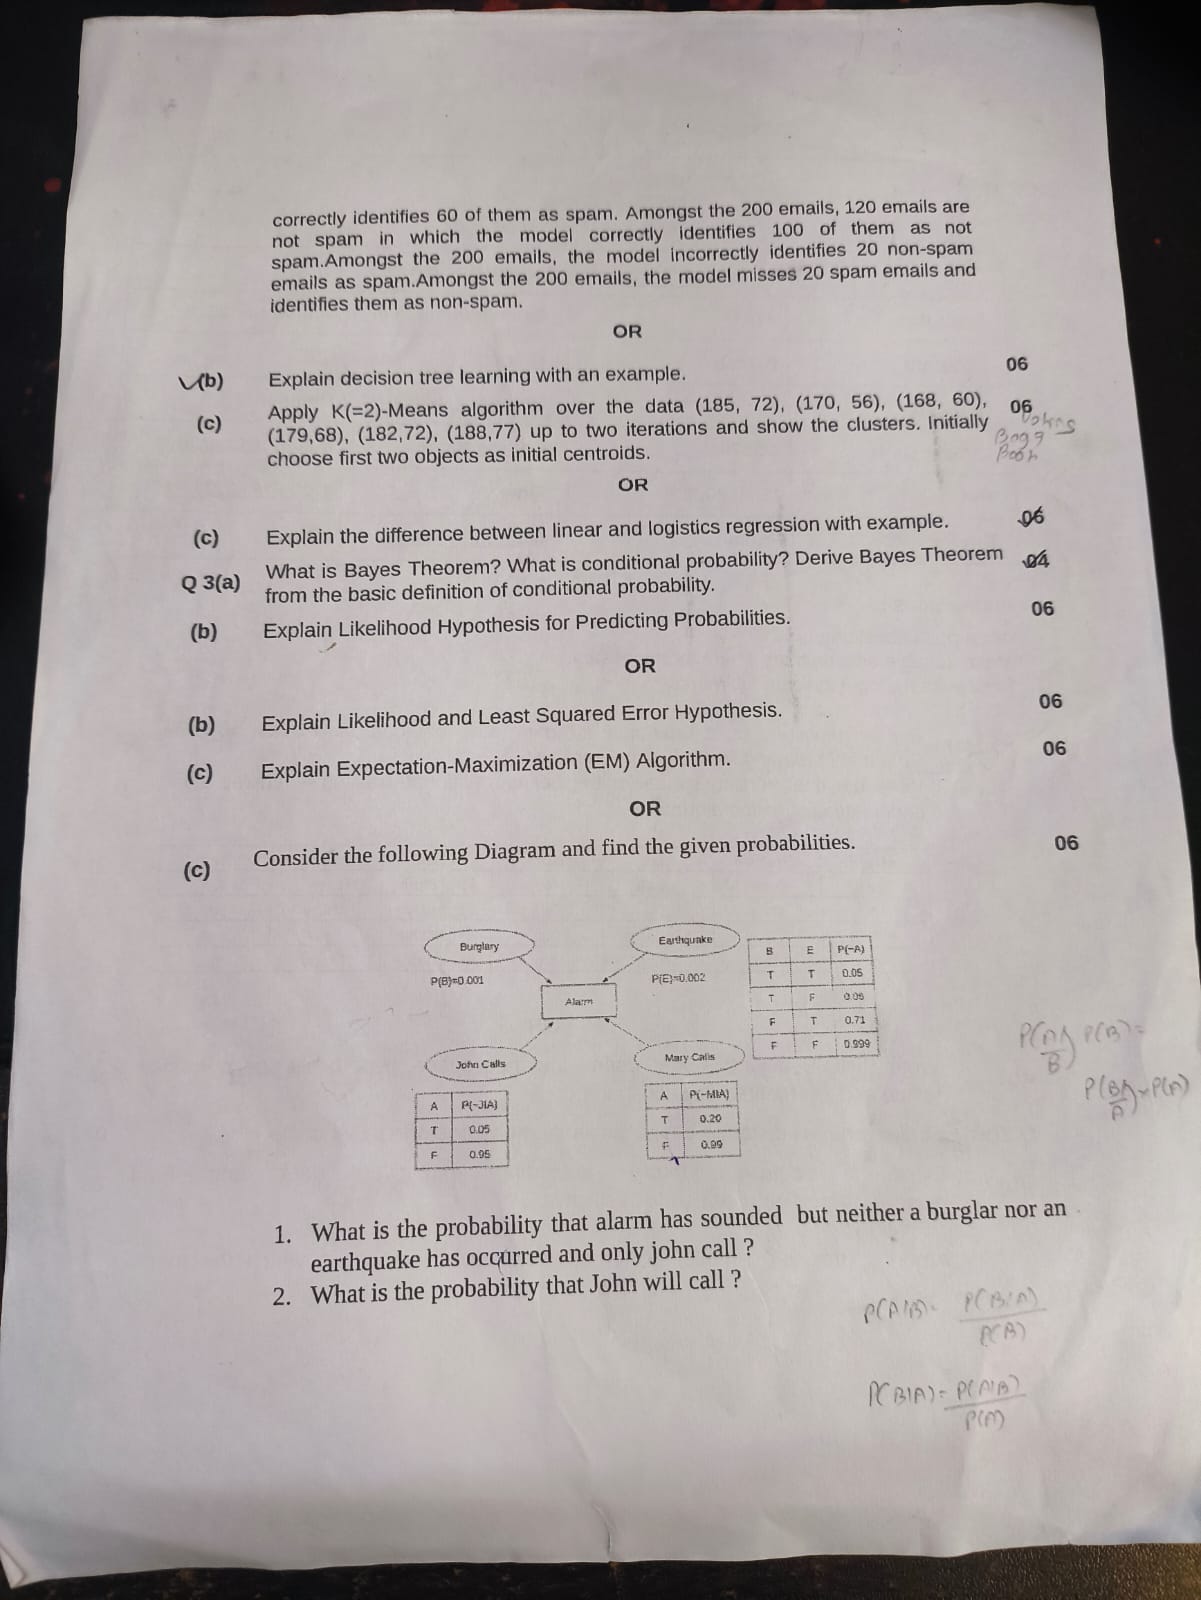 correctly identifies 60 of them as spam. Amongst the 200 emails, 120 emails are
not spam in which the model correctly identifies 100 of them as not
spam.Amongst the 200 emails, the model incorrectly identifies 20 non-spam
emails as spam.Amongst the 200 emails, the model misses 20 spam emails and
identifies them as non-spam.
OR
(b) Explain decision tree learning with an example. 06
(c) Apply K(=2)-Means algorithm over the data (185, 72), (170, 56), (168, 60), 06
(179,68), (182,72), (188,77) up to two iterations and show the clusters. Initially
choose first two objects as initial centroids.
OR
(c) Explain the difference between linear and logistics regression with example. 06
Q 3(a) What is Bayes Theorem? What is conditional probability? Derive Bayes Theorem 04
from the basic definition of conditional probability.
(b) Explain Likelihood Hypothesis for Predicting Probabilities. 06
OR
(b) Explain Likelihood and Least Squared Error Hypothesis. 06
(c) Explain Expectation-Maximization (EM) Algorithm. 06
OR
(c) Consider the following Diagram and find the given probabilities. 06
Burglary
Earthquake
P(B)=0.001
P(E)=0.002
Alarm
B E P(~A)
T T 0.05
T F 0.05
F T 0.71
F F 0.999
John Calls
Mary Calls
A P(~J|A)
T 0.05
F 0.95
A P(~M|A)
T 0.20
F 0.99
P(A/B) P(B) =
P(B/A) × P(A)
1. What is the probability that alarm has sounded but neither a burglar nor an
earthquake has occurred and only john call ?
2. What is the probability that John will call ?
P(A|B) = P(B|A)
P(B)
P(B|A) = P(A|B)
P(A)